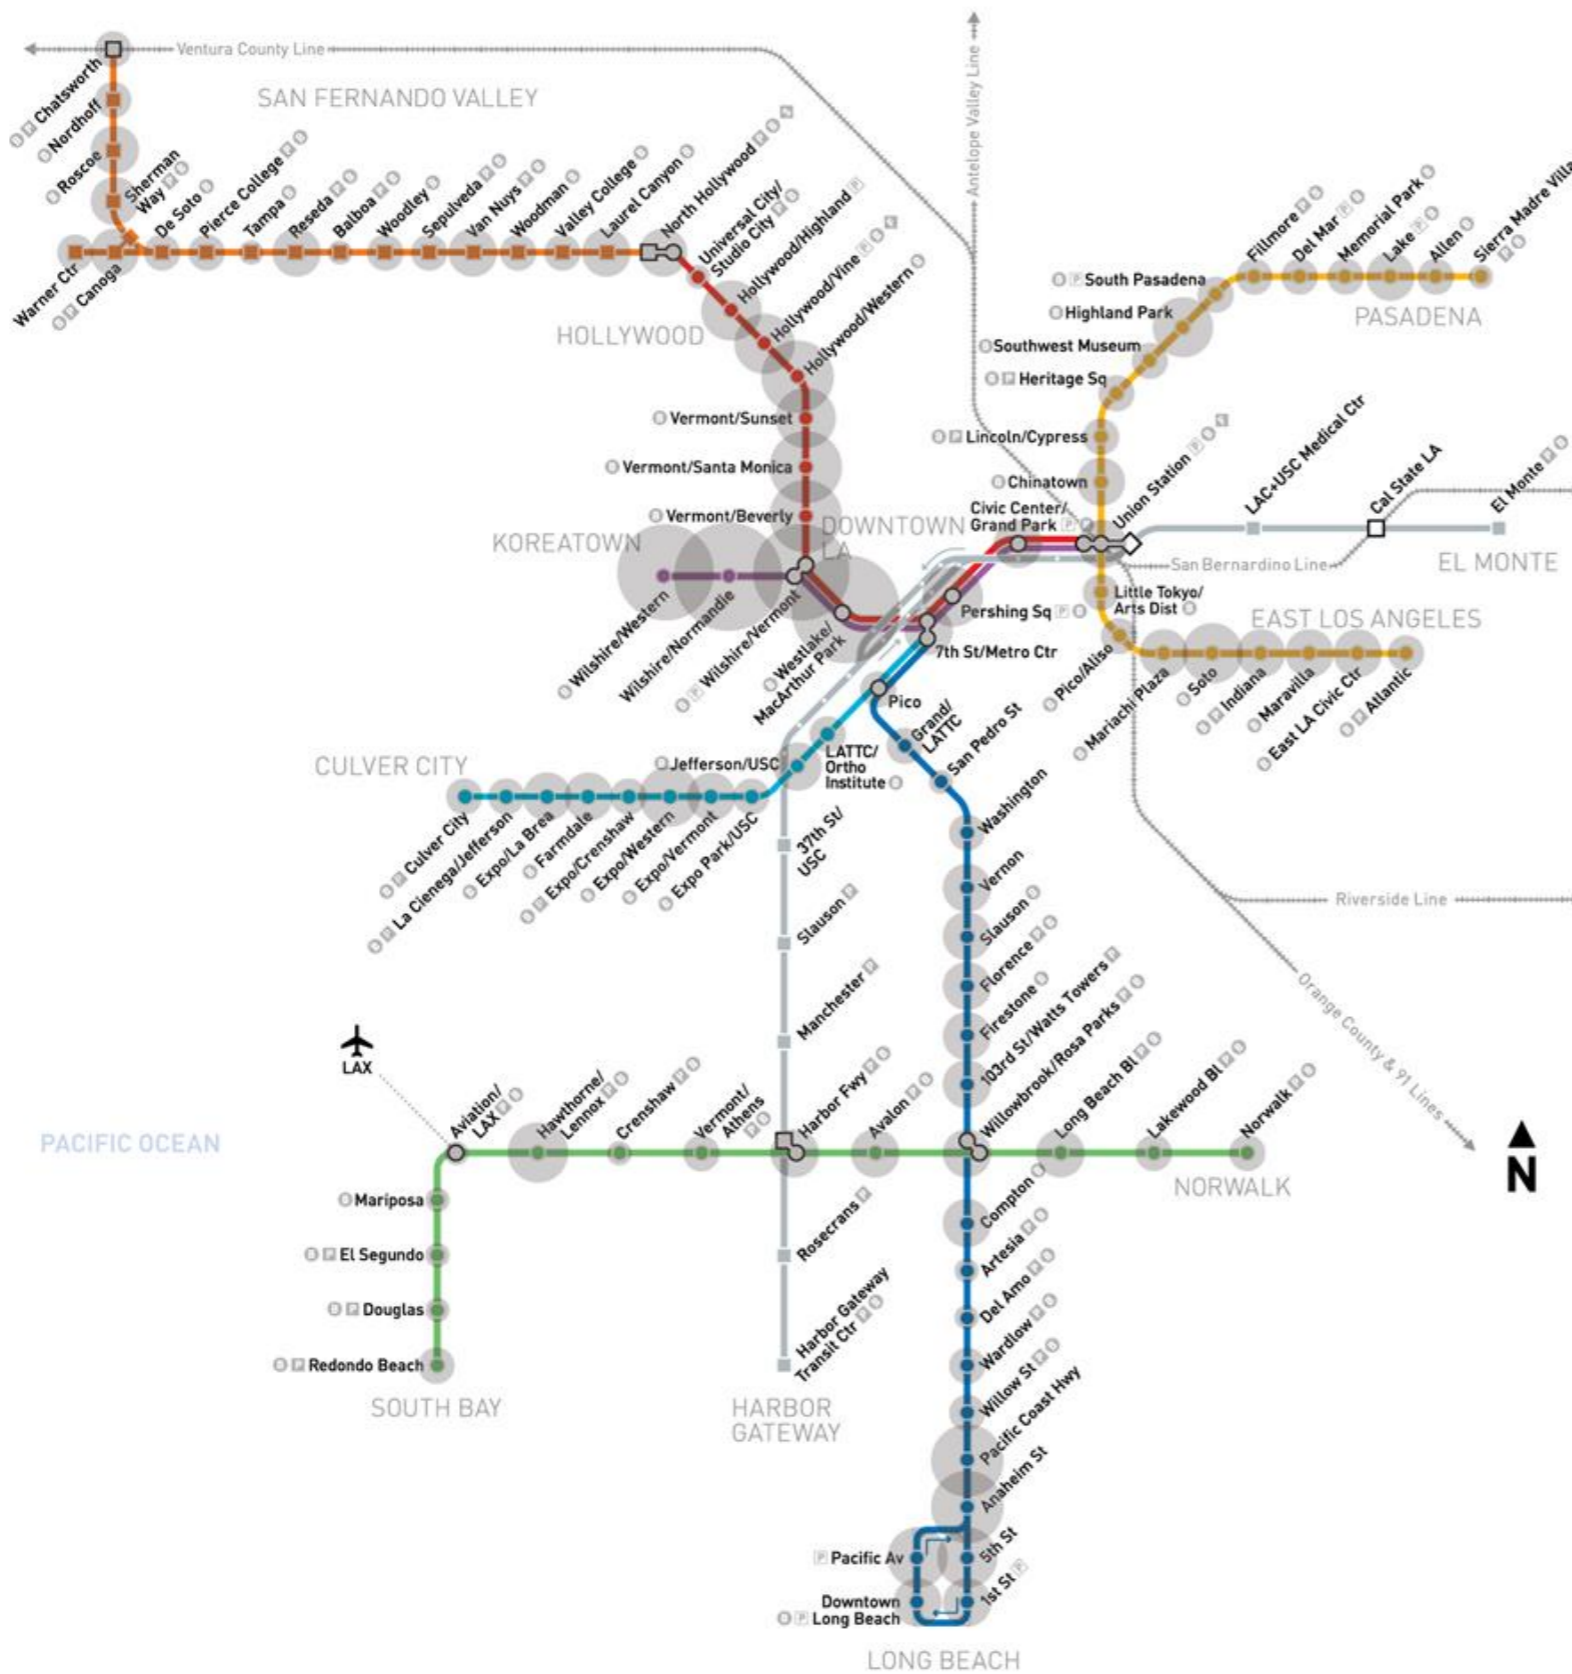 Ventura County Line
Antelope Valley Line
SAN FERNANDO VALLEY
Chatsworth
Nordhoff
Roscoe
Sherman
Way
De Soto
Pierce College
Tampa
Reseda
Balboa
Woodley
Sepulveda
Van Nuys
Woodman
Valley College
Laurel Canyon
North Hollywood
Warner Ctr
Canoga
Universal City/
Studio City
Hollywood/Highland
Hollywood/Vine
Hollywood/Western
HOLLYWOOD
Vermont/Sunset
Vermont/Santa Monica
Vermont/Beverly
KOREATOWN
DOWNTOWN
LA
Wilshire/Western
Wilshire/Normandie
Wilshire/Vermont
Westlake/
MacArthur Park
Fillmore
Del Mar
Memorial Park
Lake
Allen
Sierra Madre Villa
South Pasadena
PASADENA
Highland Park
Southwest Museum
Heritage Sq
Lincoln/Cypress
Chinatown
Civic Center/
Grand Park
Union Station
LAC+USC Medical Ctr
Cal State LA
El Monte
San Bernardino Line
EL MONTE
Pershing Sq
7th St/Metro Ctr
Little Tokyo/
Arts Dist
EAST LOS ANGELES
Pico/Aliso
Mariachi Plaza
Soto
Indiana
Maravilla
East LA Civic Ctr
Atlantic
Pico
Grand/
LATTC
San Pedro St
CULVER CITY
Jefferson/USC
LATTC/
Ortho
Institute
Culver City
La Cienega/Jefferson
Expo/La Brea
Farmdale
Expo/Crenshaw
Expo/Western
Expo/Vermont
Expo Park/USC
37th St/
USC
Slauson
Manchester
Washington
Vernon
Slauson
Florence
Firestone
103rd St/Watts Towers
Willowbrook/Rosa Parks
Riverside Line
Orange County & 91 Lines
LAX
Aviation/
LAX
Hawthorne/
Lennox
Crenshaw
Vermont/
Athens
Harbor Fwy
Avalon
Long Beach Bl
Lakewood Bl
Norwalk
PACIFIC OCEAN
NORWALK
N
Mariposa
El Segundo
Douglas
Redondo Beach
SOUTH BAY
Rosecrans
Harbor Gateway
Transit Ctr
HARBOR
GATEWAY
Compton
Artesia
Del Amo
Wardlow
Willow St
Pacific Coast Hwy
Anaheim St
Pacific Av
5th St
1st St
Downtown
Long Beach
LONG BEACH